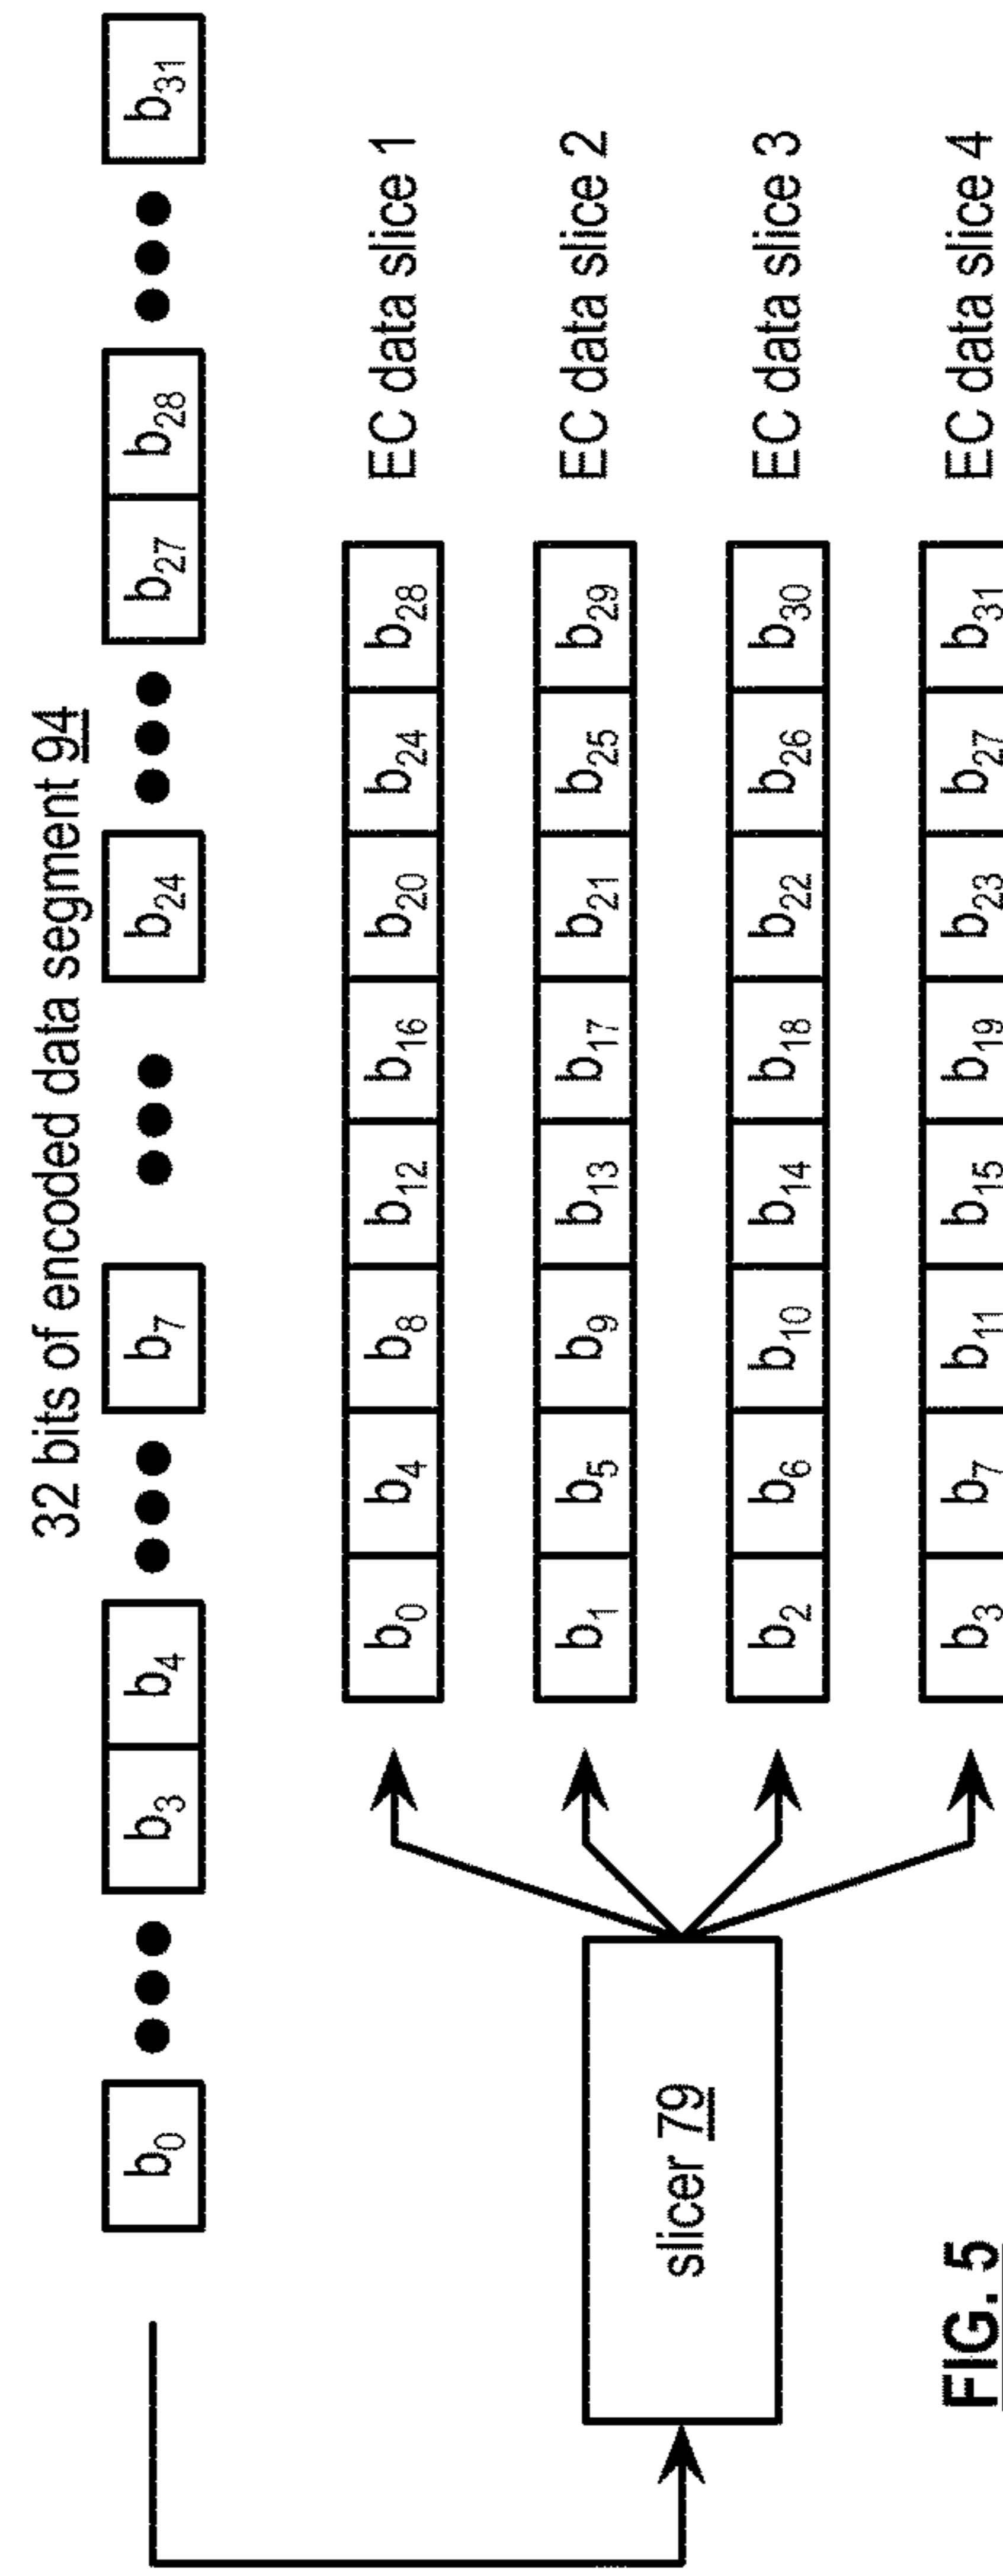 32 bits of encoded data segment 94
b0 ••• b3 b4 ••• b7 ••• b24 ••• b27 b28 ••• b31
b0 b4 b8 b12 b16 b20 b24 b28 EC data slice 1
b1 b5 b9 b13 b17 b21 b25 b29 EC data slice 2
slicer 79
b2 b6 b10 b14 b18 b22 b26 b30 EC data slice 3
b3 b7 b11 b15 b19 b23 b27 b31 EC data slice 4
FIG. 5